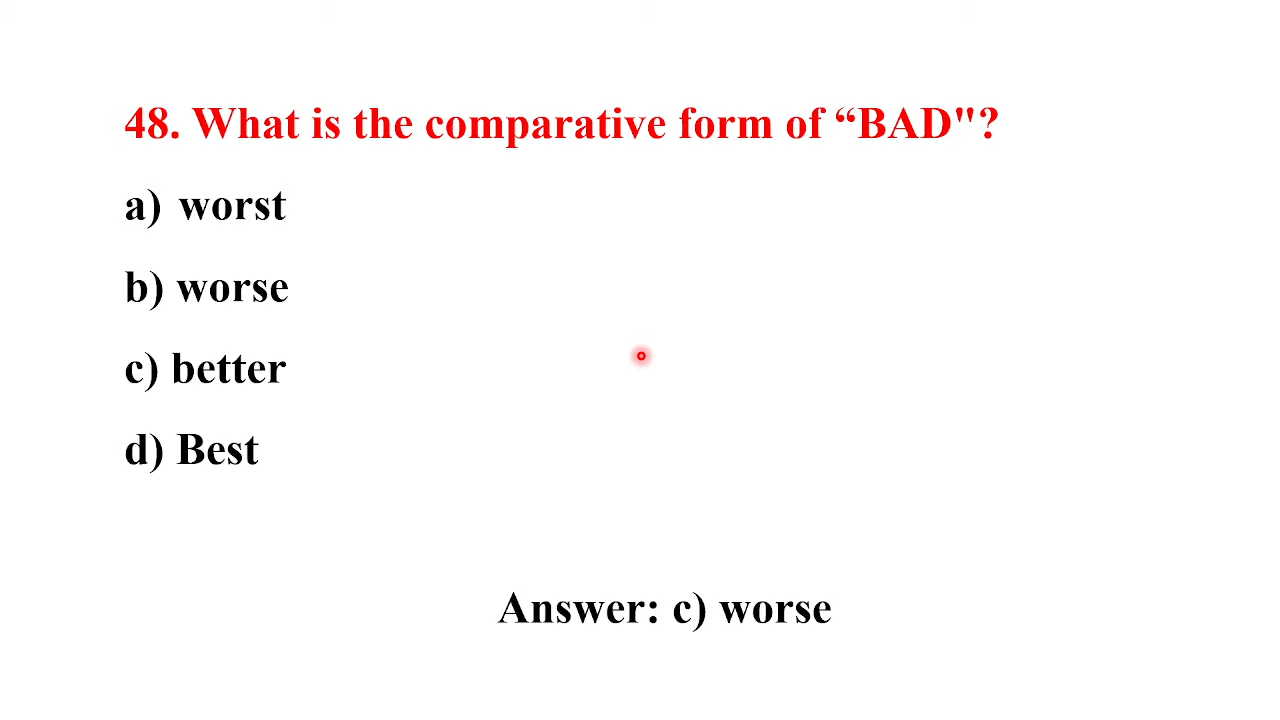 48. What is the comparative form of “BAD"?
a) worst
b) worse
c) better
d) Best
Answer: c) worse